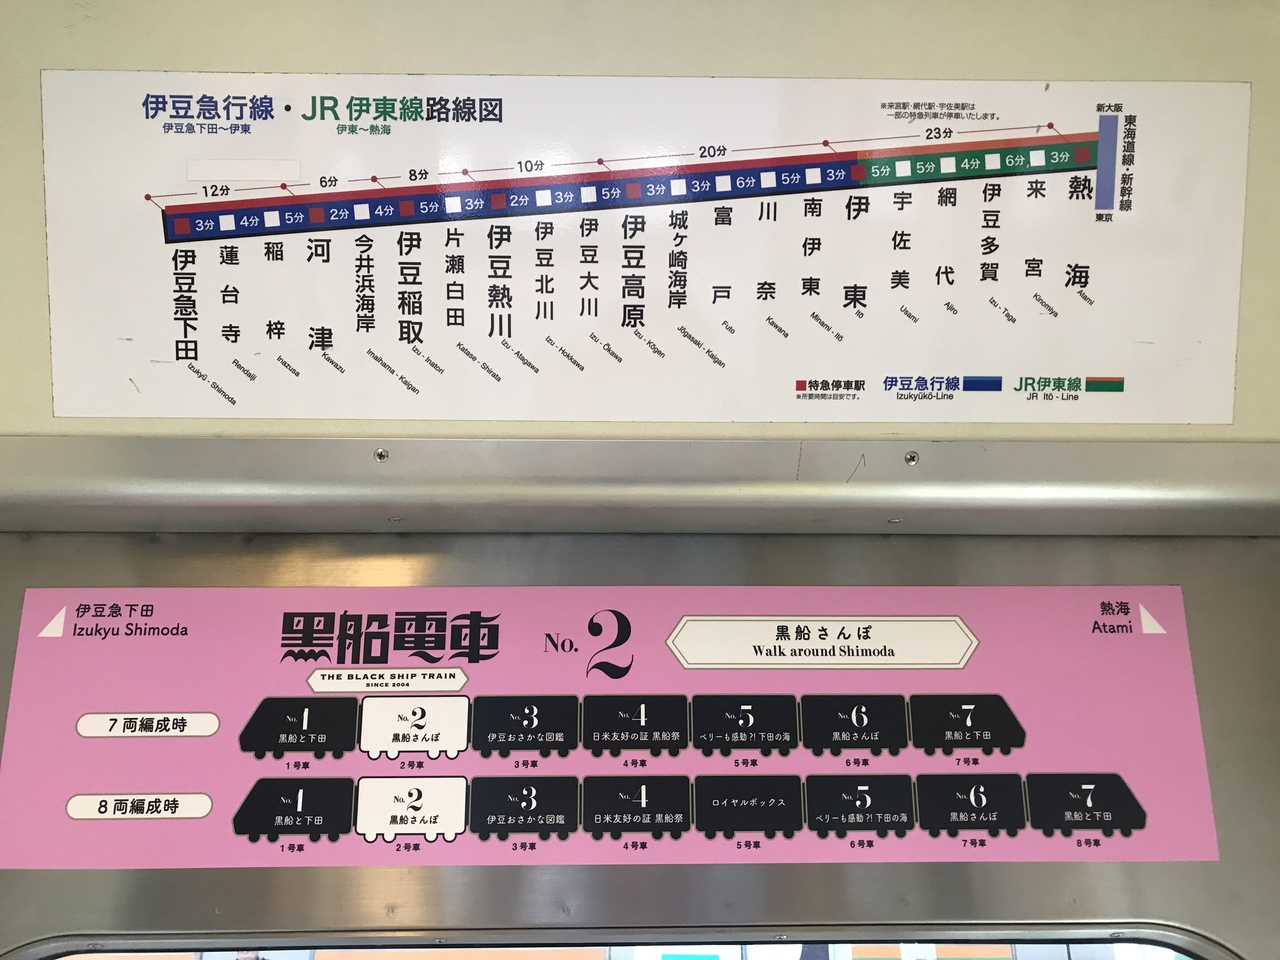 伊豆急行線・JR伊東線路線図
伊豆急下田〜伊東 伊東〜熱海
※来宮駅・網代駅・宇佐美駅は
一部の特急列車が停車いたします。
12分 6分 8分 10分 20分 23分
3分 4分 5分 2分 4分 5分 3分 2分 3分 5分 3分 3分 6分 5分 3分 5分 5分 4分 6分 3分
新大阪
東海道線・新幹線
東京
伊豆急下田 Izukyū - Shimoda
蓮台寺 Rendaiji
稲梓 Inazusa
河津 Kawazu
今井浜海岸 Imaihama - Kaigan
伊豆稲取 Izu - Inatori
片瀬白田 Katase - Shirata
伊豆熱川 Izu - Atagawa
伊豆北川 Izu - Hokkawa
伊豆大川 Izu - Ōkawa
伊豆高原 Izu - Kōgen
城ヶ崎海岸 Jōgasaki - Kaigan
富戸 Futo
川奈 Kawana
南伊東 Minami - Itō
伊東 Itō
宇佐美 Usami
網代 Ajiro
伊豆多賀 Izu - Taga
来宮 Kinomiya
熱海 Atami
特急停車駅 伊豆急行線 JR伊東線
※所要時間は目安です。 Izukyūkō-Line JR Itō - Line
伊豆急下田
Izukyu Shimoda
黒船電車
THE BLACK SHIP TRAIN
SINCE 2004
No.2
黒船さんぽ
Walk around Shimoda
熱海
Atami
7両編成時
No.1 No.2 No.3 No.4 No.5 No.6 No.7
黒船と下田 黒船さんぽ 伊豆おさかな図鑑 日米友好の証 黒船祭 ペリーも感動?!下田の海 黒船さんぽ 黒船と下田
1号車 2号車 3号車 4号車 5号車 6号車 7号車
8両編成時
No.1 No.2 No.3 No.4 ロイヤルボックス No.5 No.6 No.7
黒船と下田 黒船さんぽ 伊豆おさかな図鑑 日米友好の証 黒船祭 ペリーも感動?!下田の海 黒船さんぽ 黒船と下田
1号車 2号車 3号車 4号車 5号車 6号車 7号車 8号車